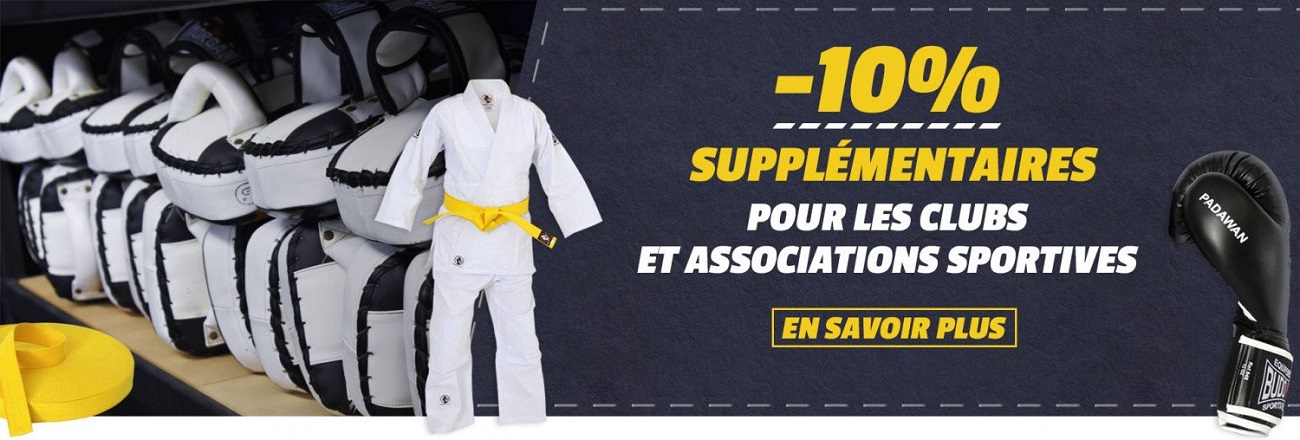 -10%
SUPPLÉMENTAIRES
POUR LES CLUBS
ET ASSOCIATIONS SPORTIVES
EN SAVOIR PLUS
PADAWAN